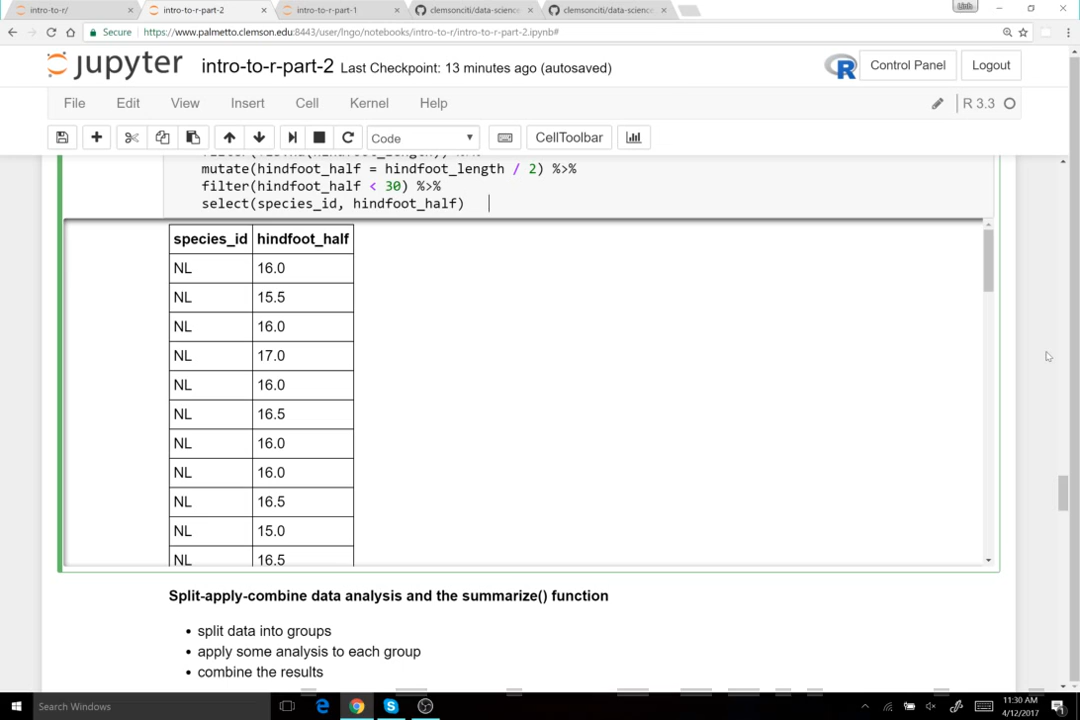 intro-to-r/
intro-to-r-part-2
intro-to-r-part-1
clemsonciti/data-science
clemsonciti/data-science
Secure
https://www.palmetto.clemson.edu:8443/user/lngo/notebooks/intro-to-r/intro-to-r-part-2.ipynb#
jupyter
intro-to-r-part-2 Last Checkpoint: 13 minutes ago (autosaved)
R
Control Panel
Logout
File Edit View Insert Cell Kernel Help
R 3.3
Code
CellToolbar
mutate(hindfoot_half = hindfoot_length / 2) %>%
filter(hindfoot_half < 30) %>%
select(species_id, hindfoot_half)
species_id hindfoot_half
NL 16.0
NL 15.5
NL 16.0
NL 17.0
NL 16.0
NL 16.5
NL 16.0
NL 16.0
NL 16.5
NL 15.0
NL 16.5
Split-apply-combine data analysis and the summarize() function
• split data into groups
• apply some analysis to each group
• combine the results
Search Windows
11:30 AM
4/12/2017